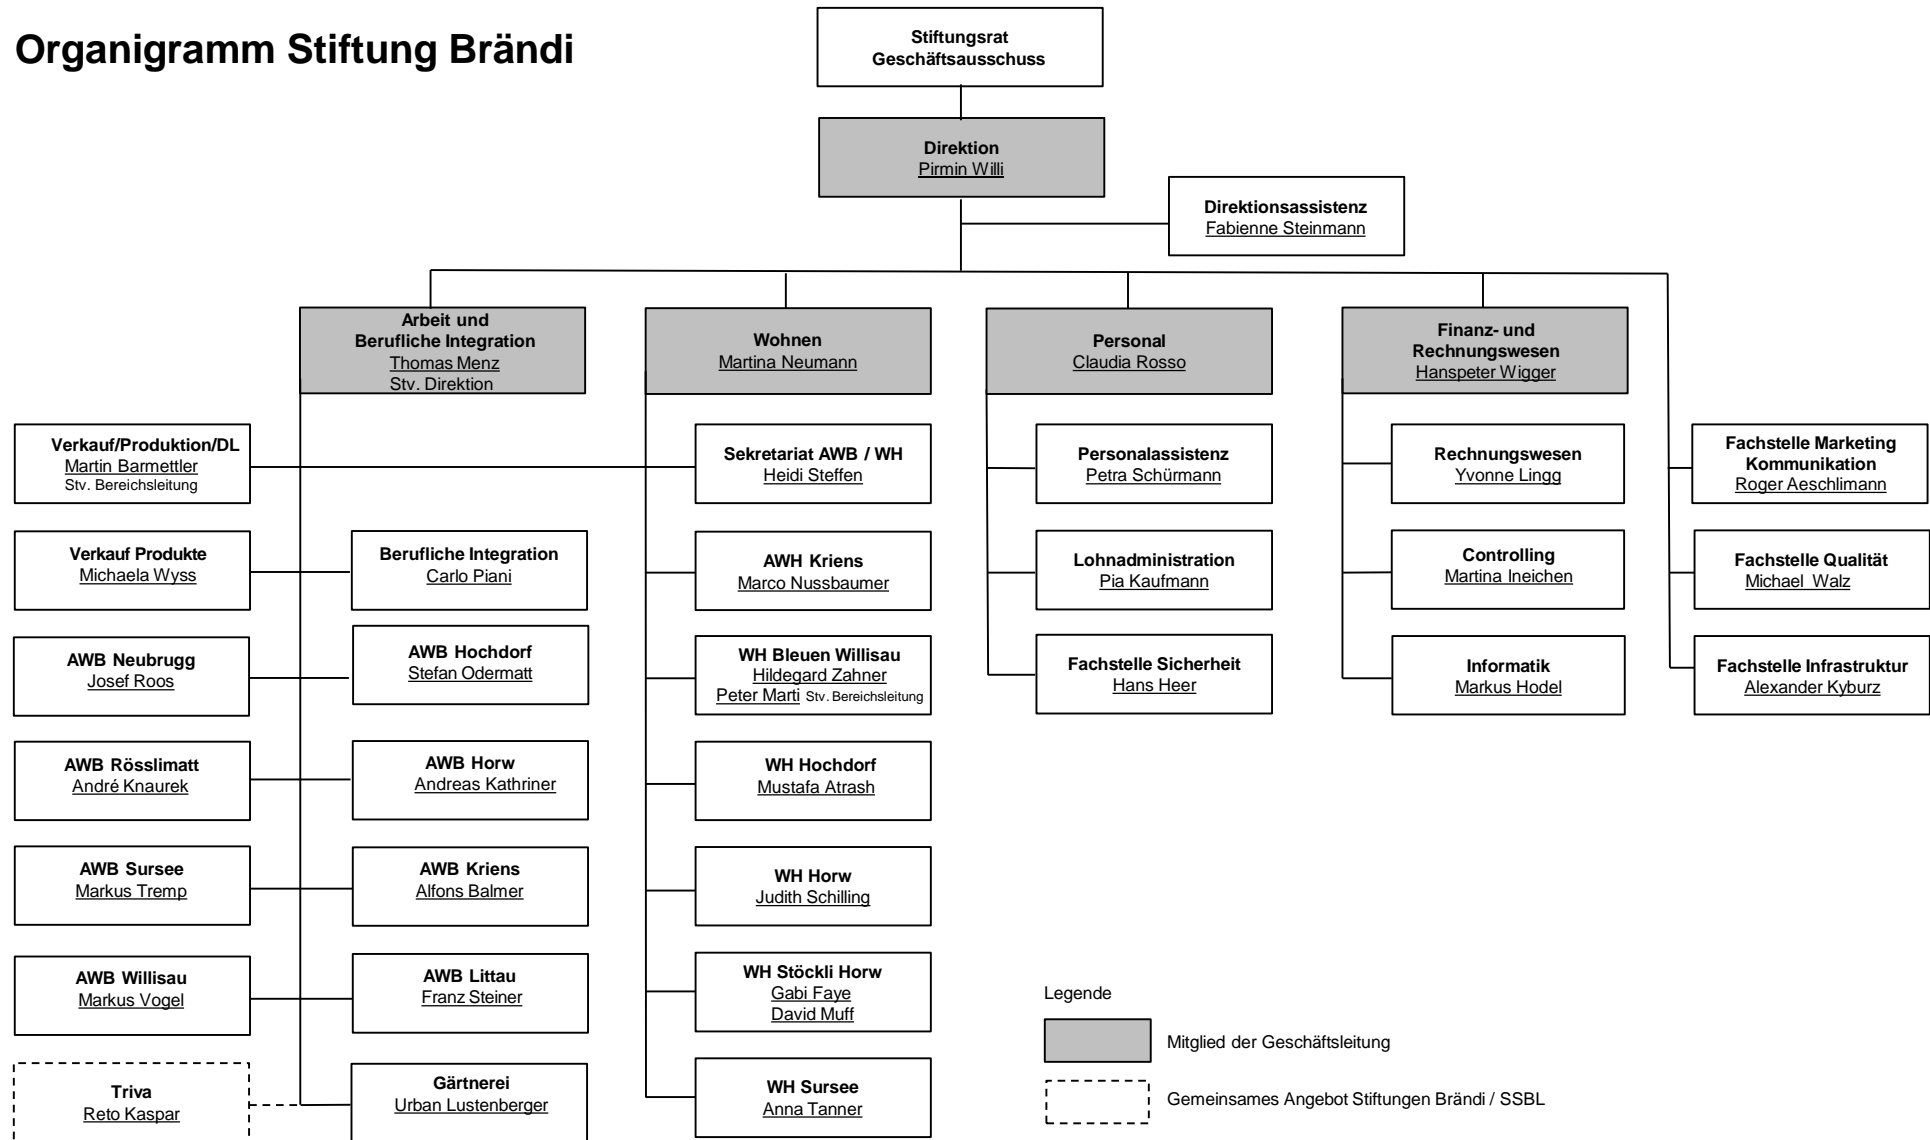 Organigramm Stiftung Brändi
Stiftungsrat
Geschäftsausschuss
Direktion
Pirmin Willi
Direktionsassistenz
Fabienne Steinmann
Arbeit und
Berufliche Integration
Thomas Menz
Stv. Direktion
Wohnen
Martina Neumann
Personal
Claudia Rosso
Finanz- und
Rechnungswesen
Hanspeter Wigger
Verkauf/Produktion/DL
Martin Barmettler
Stv. Bereichsleitung
Sekretariat AWB / WH
Heidi Steffen
Personalassistenz
Petra Schürmann
Rechnungswesen
Yvonne Lingg
Fachstelle Marketing
Kommunikation
Roger Aeschlimann
Verkauf Produkte
Michaela Wyss
Berufliche Integration
Carlo Piani
AWH Kriens
Marco Nussbaumer
Lohnadministration
Pia Kaufmann
Controlling
Martina Ineichen
Fachstelle Qualität
Michael Walz
AWB Neubrugg
Josef Roos
AWB Hochdorf
Stefan Odermatt
WH Bleuen Willisau
Hildegard Zahner
Peter Marti Stv. Bereichsleitung
Fachstelle Sicherheit
Hans Heer
Informatik
Markus Hodel
Fachstelle Infrastruktur
Alexander Kyburz
AWB Rösslimatt
André Knaurek
AWB Horw
Andreas Kathriner
WH Hochdorf
Mustafa Atrash
AWB Sursee
Markus Tremp
AWB Kriens
Alfons Balmer
WH Horw
Judith Schilling
AWB Willisau
Markus Vogel
AWB Littau
Franz Steiner
WH Stöckli Horw
Gabi Faye
David Muff
Triva
Reto Kaspar
Gärtnerei
Urban Lustenberger
WH Sursee
Anna Tanner
Legende
Mitglied der Geschäftsleitung
Gemeinsames Angebot Stiftungen Brändi / SSBL